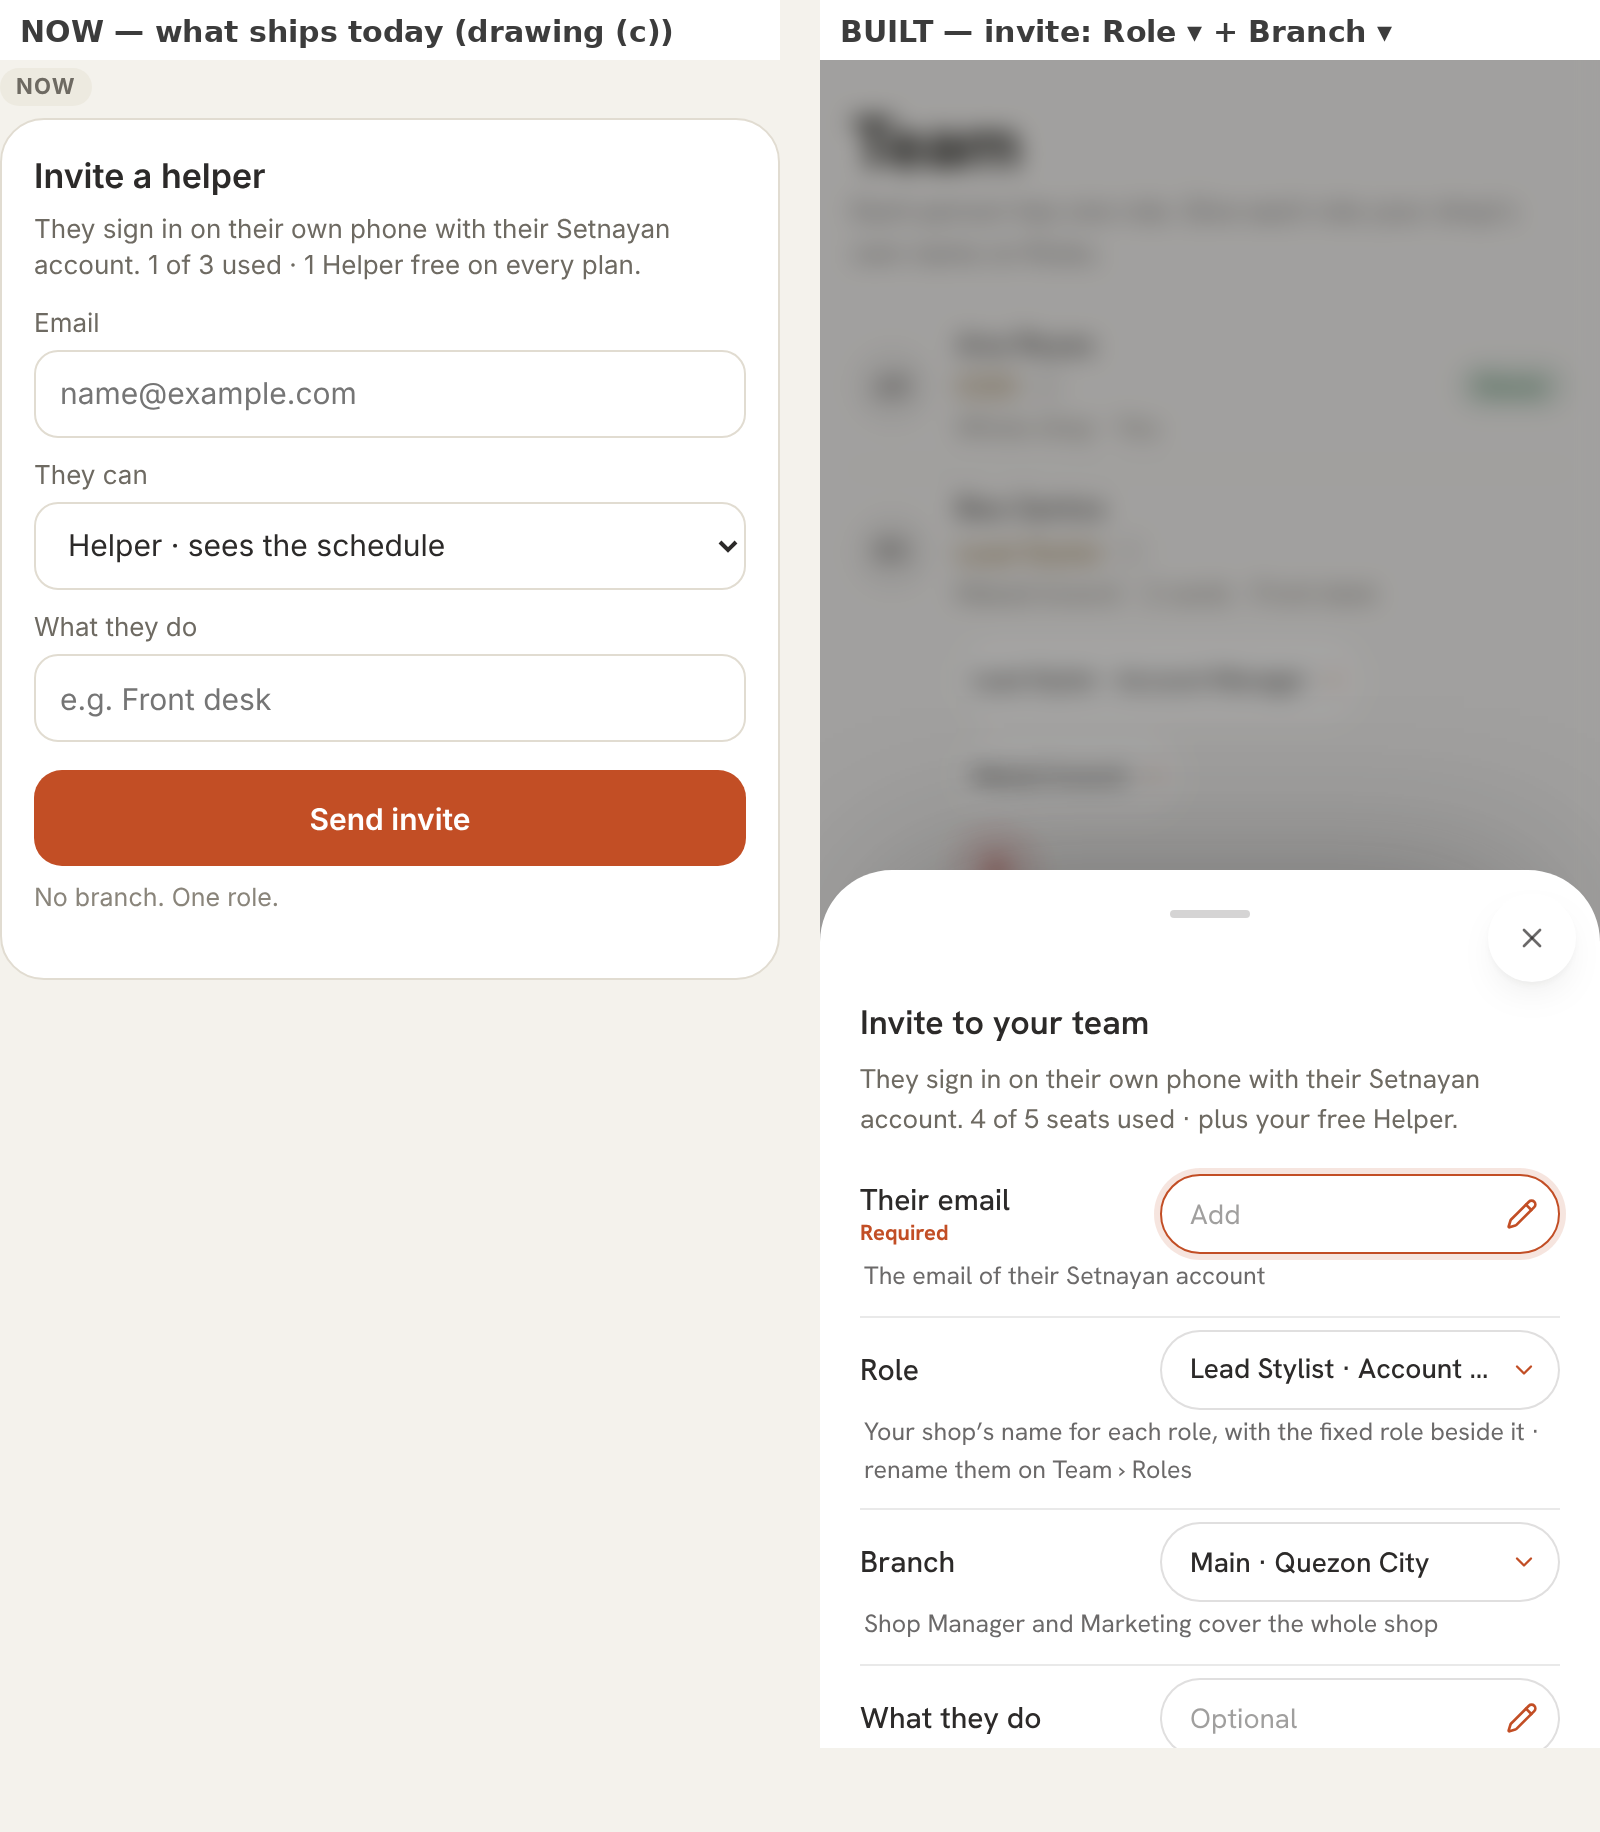 NOW — what ships today (drawing (c))
NOW
Invite a helper
They sign in on their own phone with their Setnayan
account. 1 of 3 used · 1 Helper free on every plan.
Email
name@example.com
They can
Helper · sees the schedule
What they do
e.g. Front desk
Send invite
No branch. One role.
BUILT — invite: Role ▾ + Branch ▾
Team
Invite to your team
They sign in on their own phone with their Setnayan
account. 4 of 5 seats used · plus your free Helper.
Their email
Required
Add
The email of their Setnayan account
Role
Lead Stylist · Account ...
Your shop’s name for each role, with the fixed role beside it ·
rename them on Team › Roles
Branch
Main · Quezon City
Shop Manager and Marketing cover the whole shop
What they do
Optional